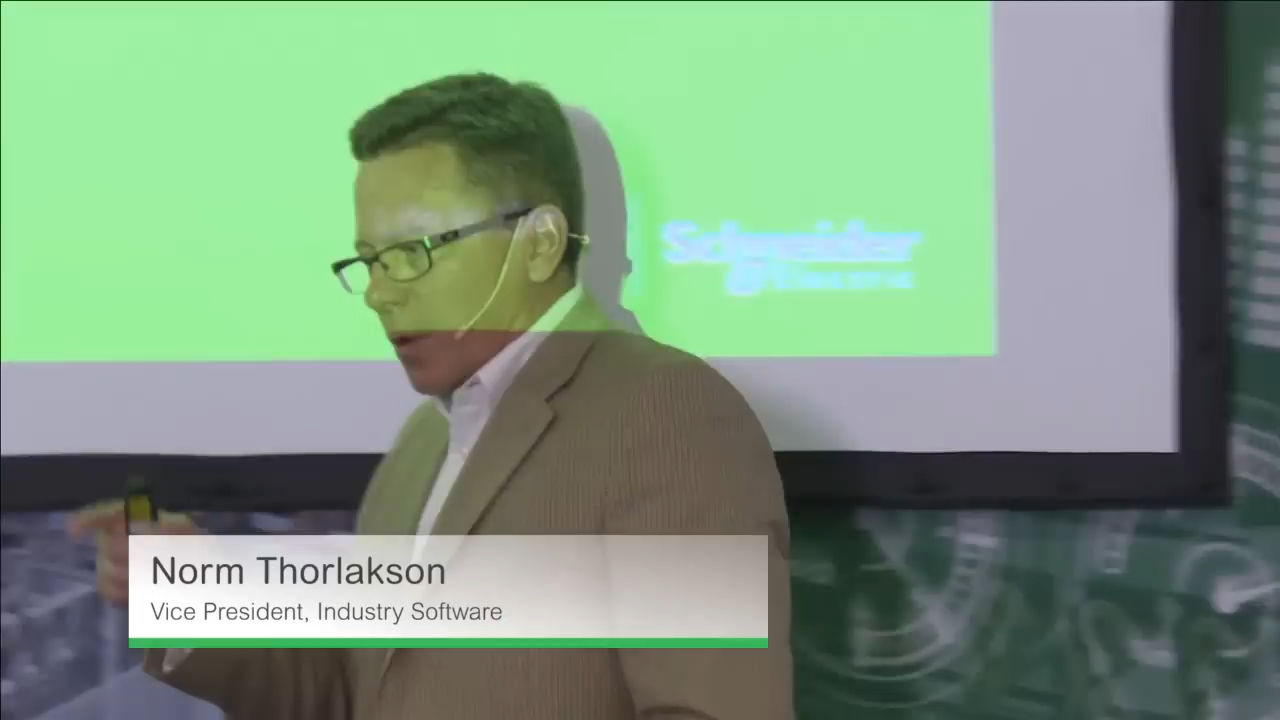 Schneider
Electric
Norm Thorlakson
Vice President, Industry Software